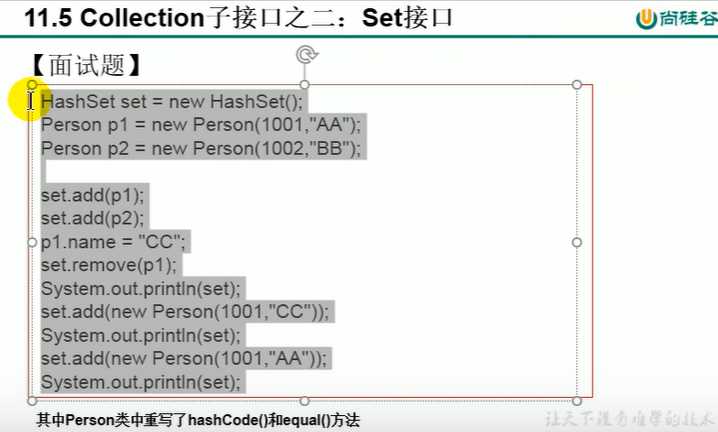 11.5 Collection子接口之二：Set接口
尚硅谷
【面试题】
HashSet set = new HashSet();
Person p1 = new Person(1001,"AA");
Person p2 = new Person(1002,"BB");
set.add(p1);
set.add(p2);
p1.name = "CC";
set.remove(p1);
System.out.println(set);
set.add(new Person(1001,"CC"));
System.out.println(set);
set.add(new Person(1001,"AA"));
System.out.println(set);
其中Person类中重写了hashCode()和equal()方法
让天下没有难学的技术